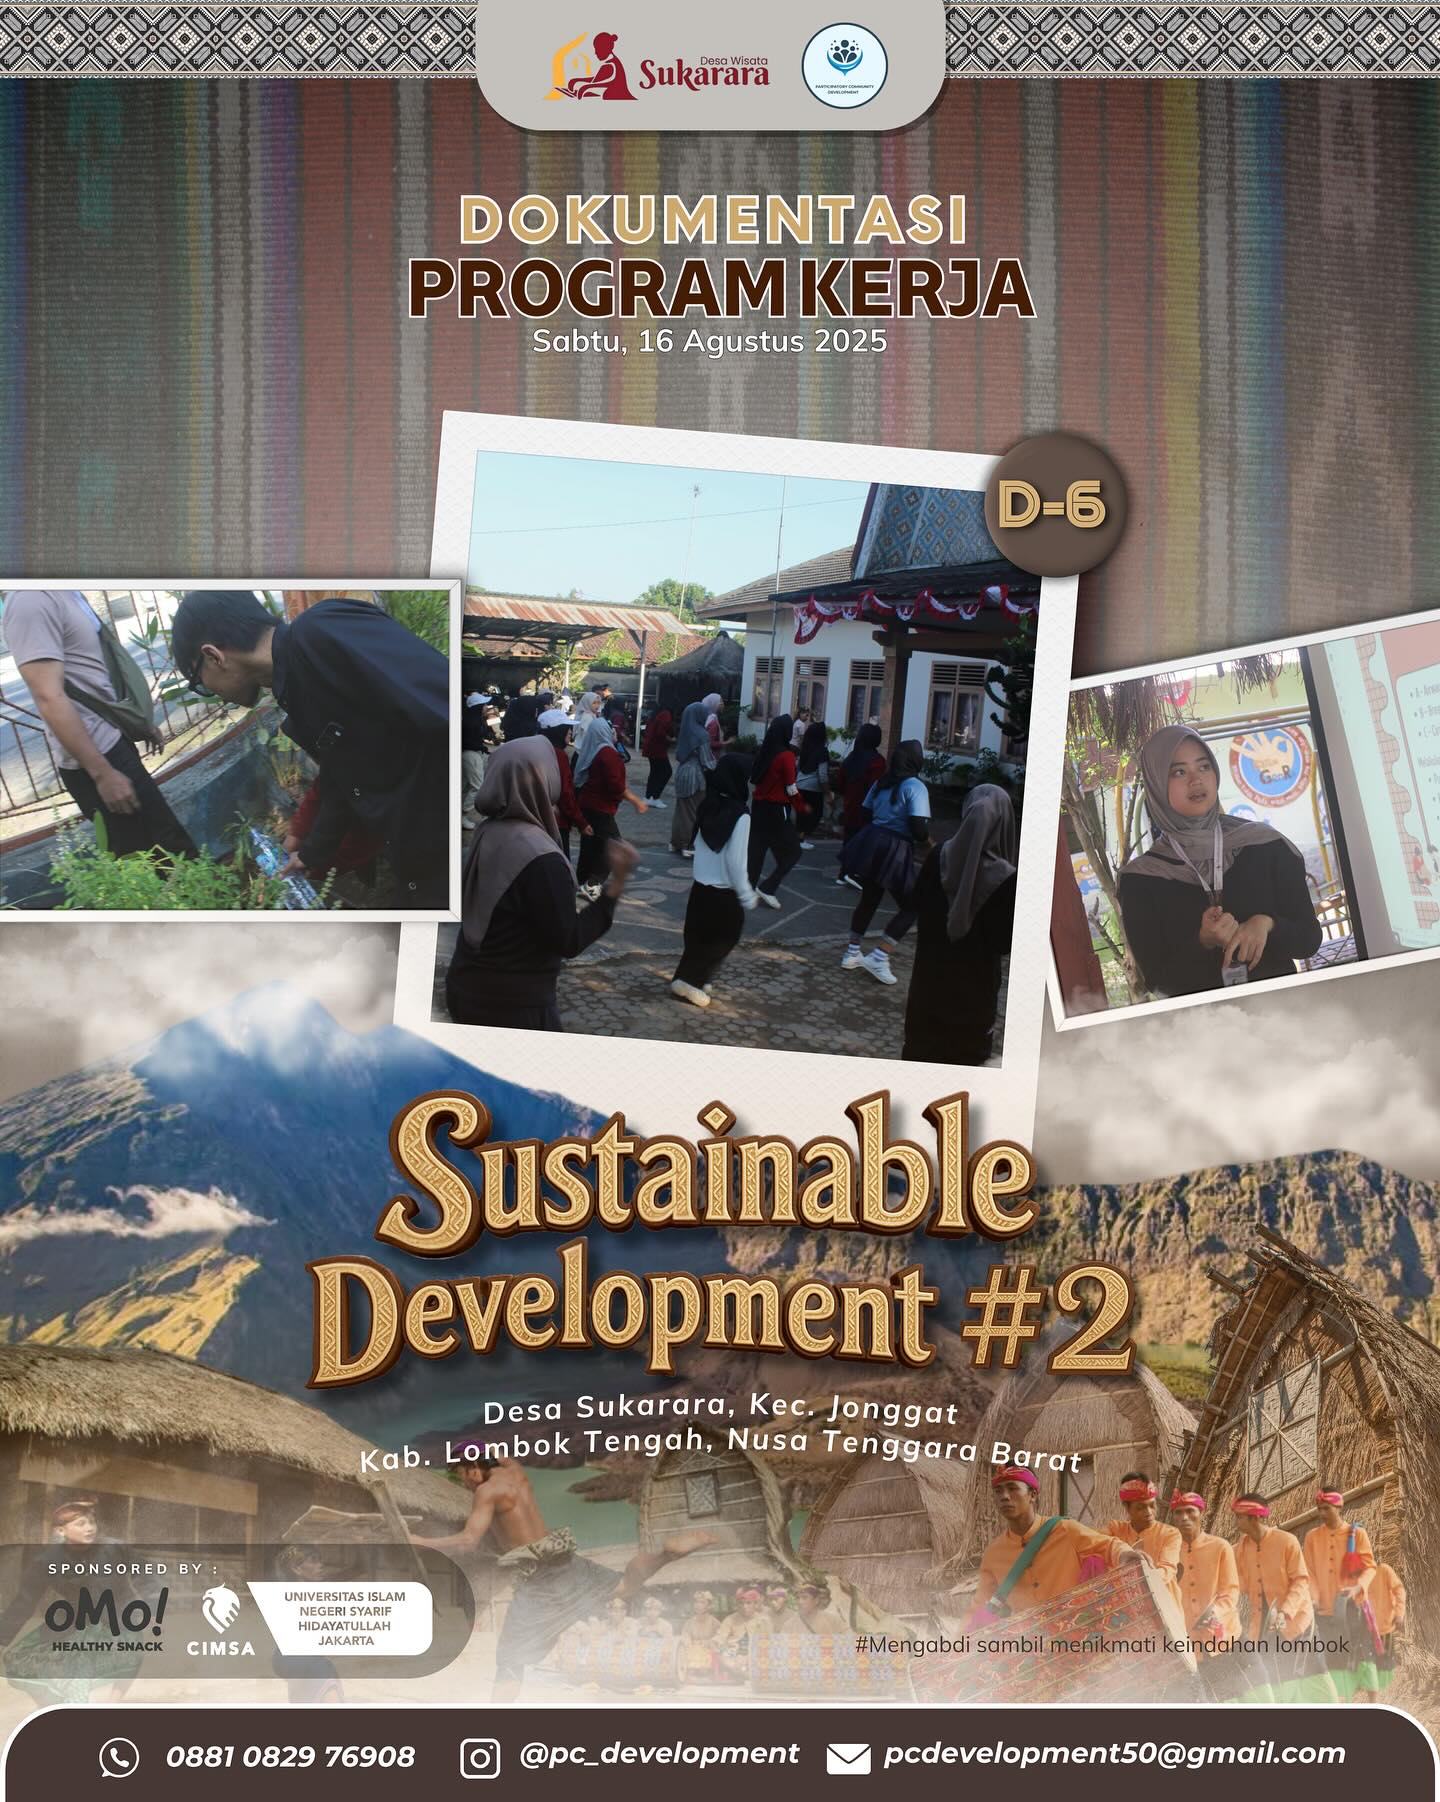 Desa Wisata
Sukarara
PARTICIPATORY COMMUNITY
DEVELOPMENT
DOKUMENTASI
PROGRAM KERJA
Sabtu, 16 Agustus 2025
D-6
Sustainable
Development #2
Desa Sukarara, Kec. Jonggat
Kab. Lombok Tengah, Nusa Tenggara Barat
SPONSORED BY :
oMo!
HEALTHY SNACK
CIMSA
UNIVERSITAS ISLAM
NEGERI SYARIF
HIDAYATULLAH
JAKARTA
#Mengabdi sambil menikmati keindahan lombok
0881 0829 76908
@pc_development
pcdevelopment50@gmail.com